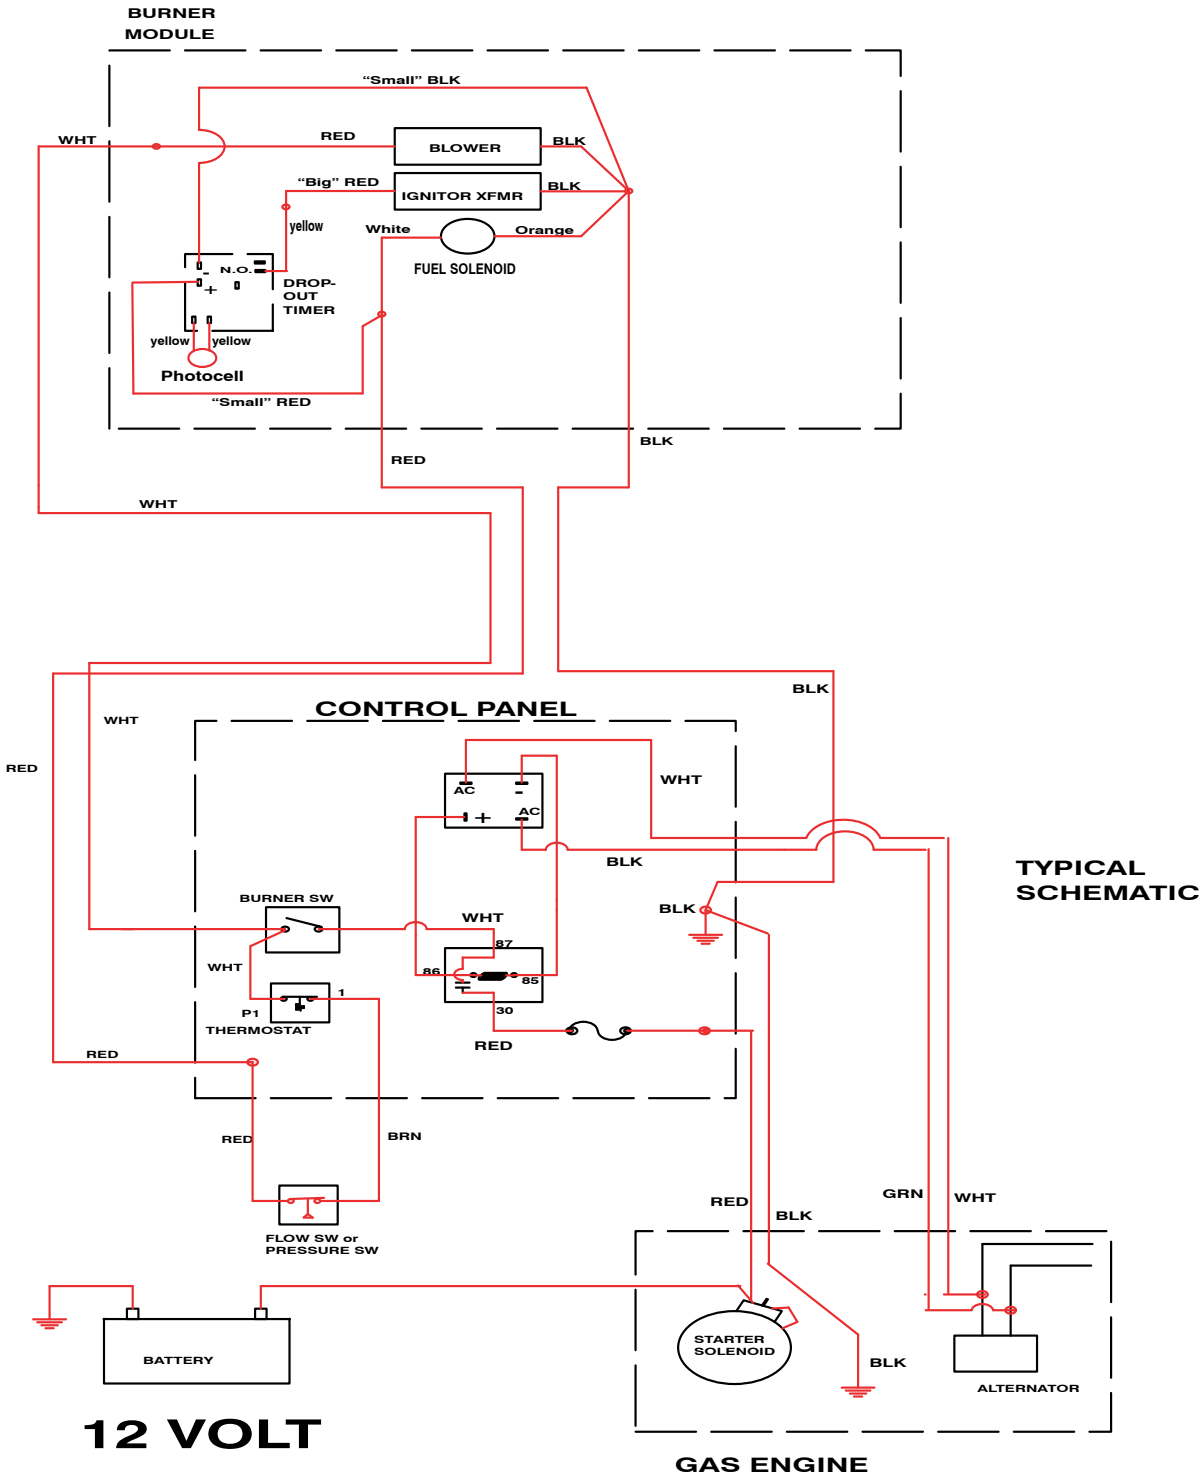 BURNER
MODULE
“Small” BLK
WHT
RED
BLOWER
BLK
“Big” RED
IGNITOR XFMR
BLK
yellow
White
Orange
FUEL SOLENOID
N.O.
-
+
DROP-
OUT
TIMER
yellow
yellow
Photocell
“Small” RED
BLK
RED
WHT
BLK
CONTROL PANEL
WHT
RED
AC
-
WHT
+
AC
BLK
TYPICAL
SCHEMATIC
BURNER SW
BLK
WHT
87
WHT
86
85
1
P1
30
THERMOSTAT
RED
RED
RED
BRN
GRN
WHT
RED
BLK
FLOW SW or
PRESSURE SW
STARTER
SOLENOID
BATTERY
BLK
ALTERNATOR
12 VOLT
GAS ENGINE